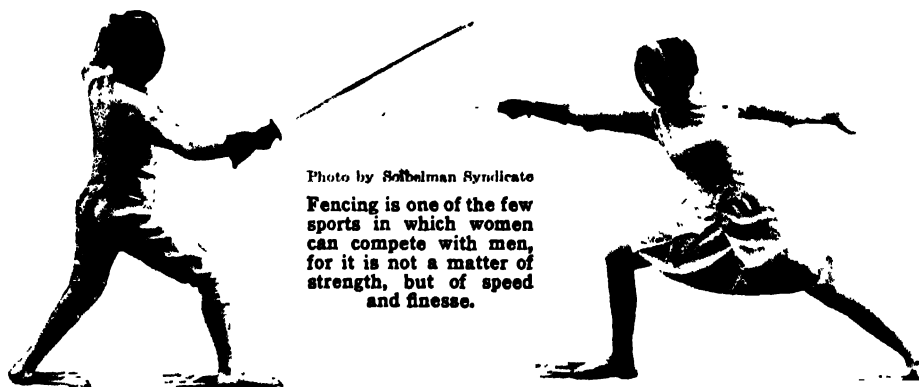 Photo by Soibelman Syndicate
Fencing is one of the few
sports in which women
can compete with men,
for it is not a matter of
strength, but of speed
and finesse.